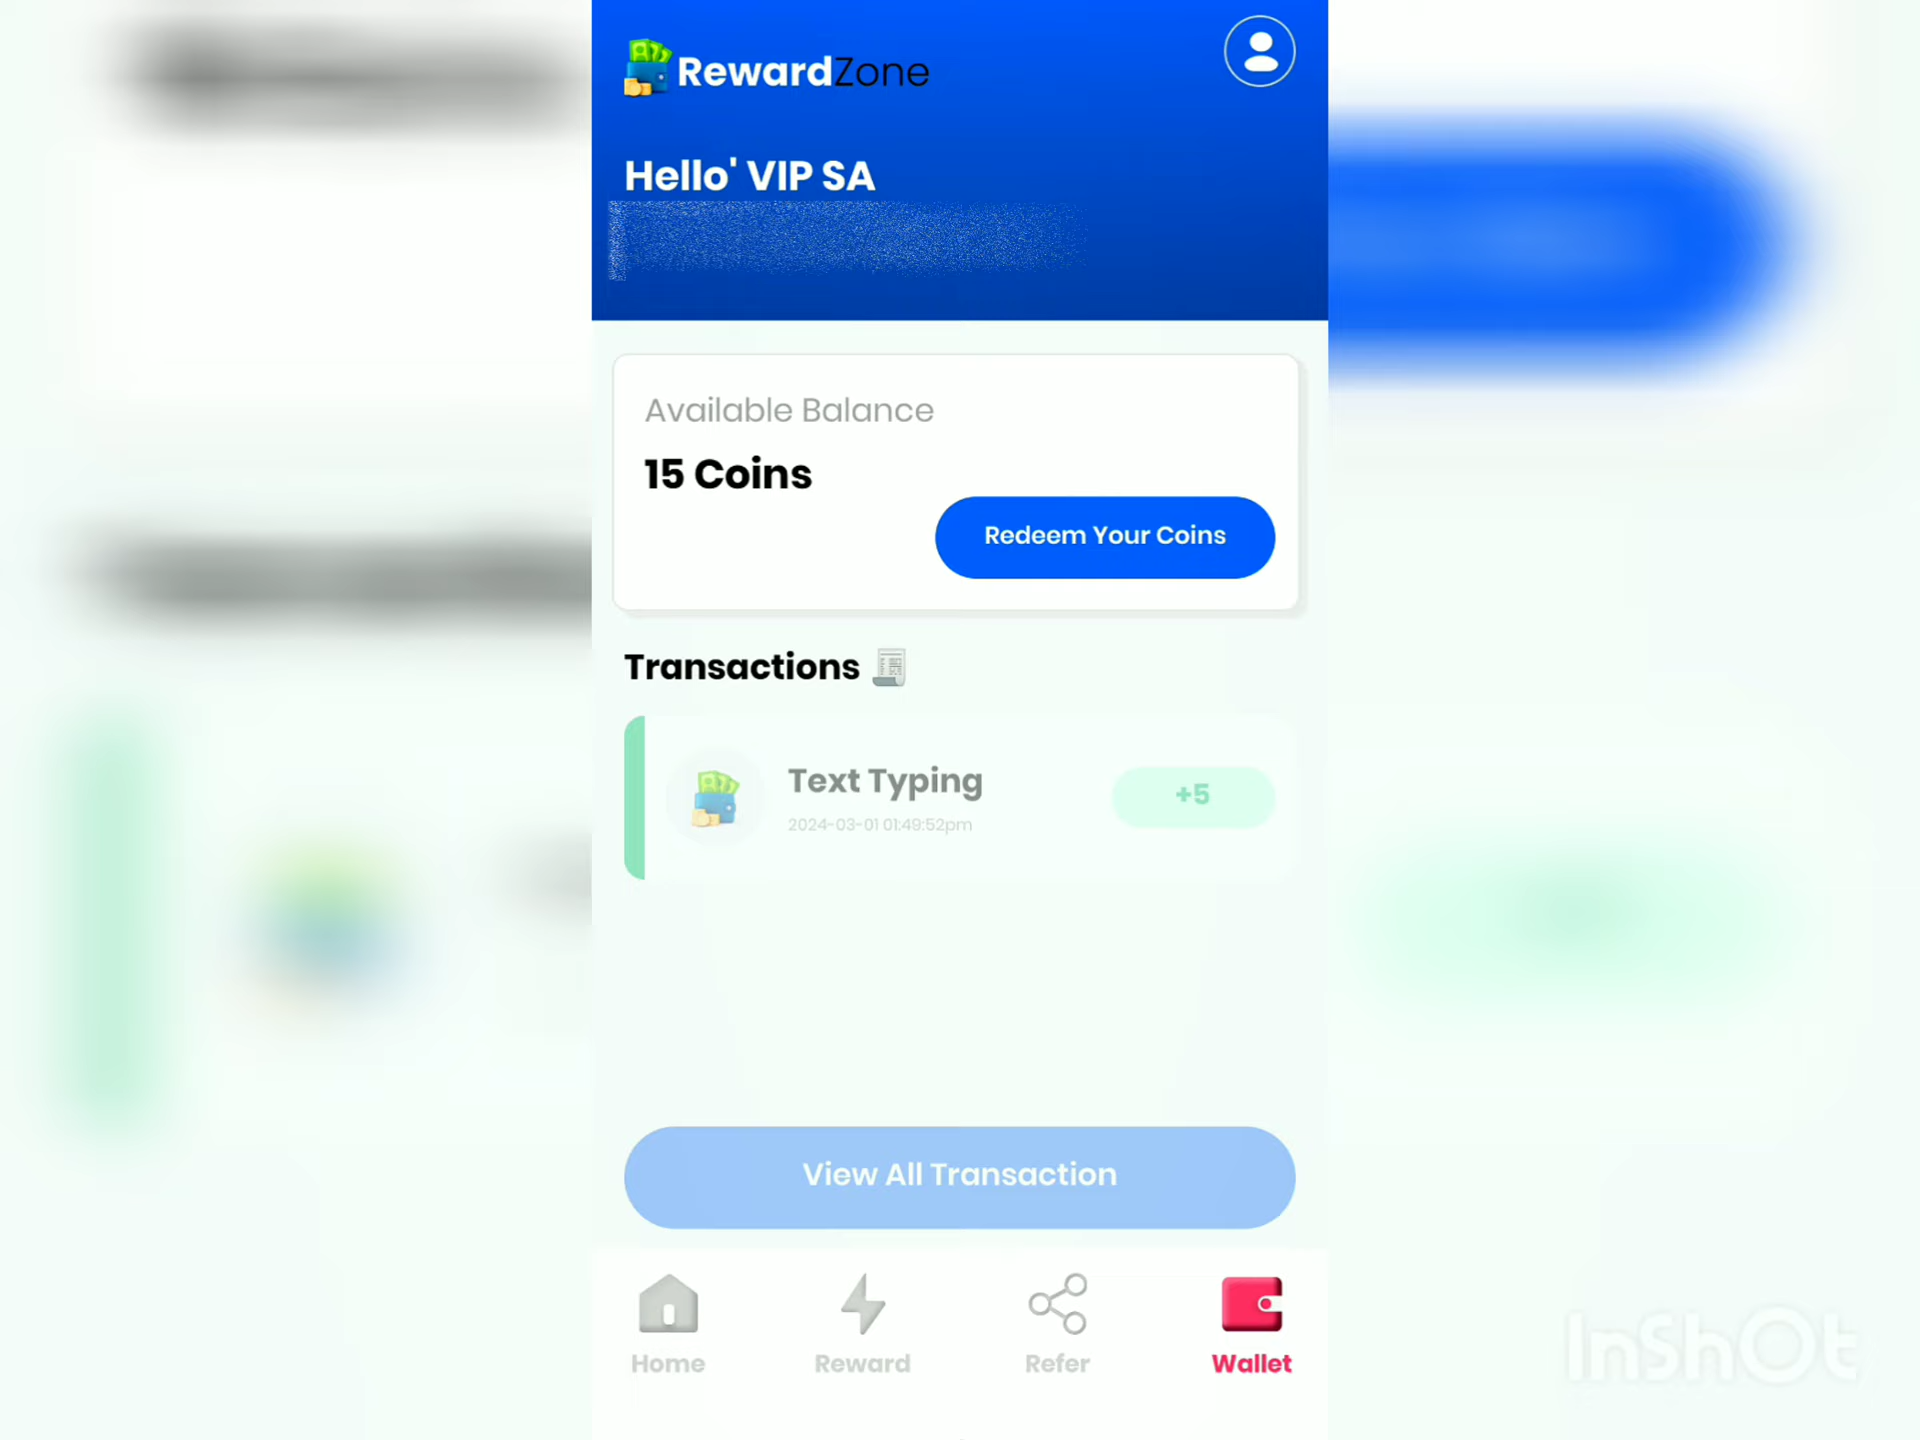 RewardZone
Hello' VIP SA
Available Balance
15 Coins
Redeem Your Coins
Transactions
Text Typing
+5
2024-03-01 01:49:52pm
View All Transaction
Home
Reward
Refer
Wallet
InShOt